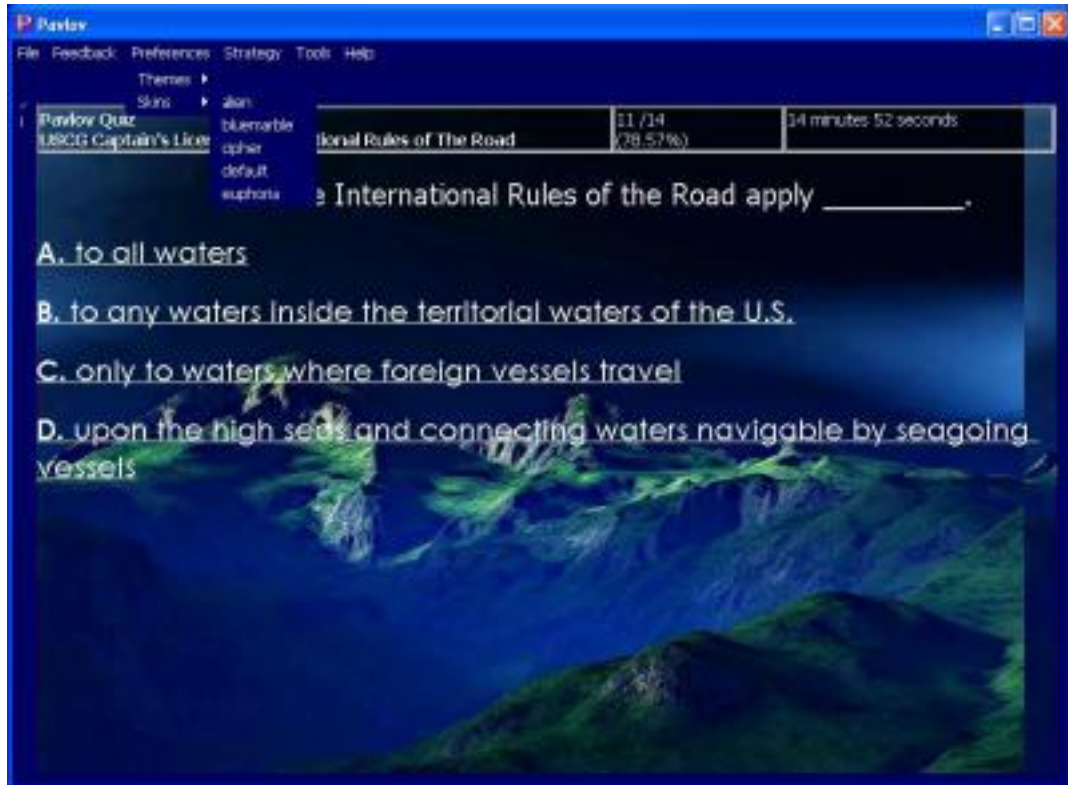 Pavlov
File Feedback Preferences Strategy Tools Help
Themes
Skins
alien
bluemarble
cipher
default
euphoria
Pavlov Quiz
USCG Captain's Licen
tional Rules of The Road
11 /14
(78.57%)
14 minutes 52 seconds
e International Rules of the Road apply __________.
A. to all waters
B. to any waters inside the territorial waters of the U.S.
C. only to waters where foreign vessels travel
D. upon the high seas and connecting waters navigable by seagoing
vessels